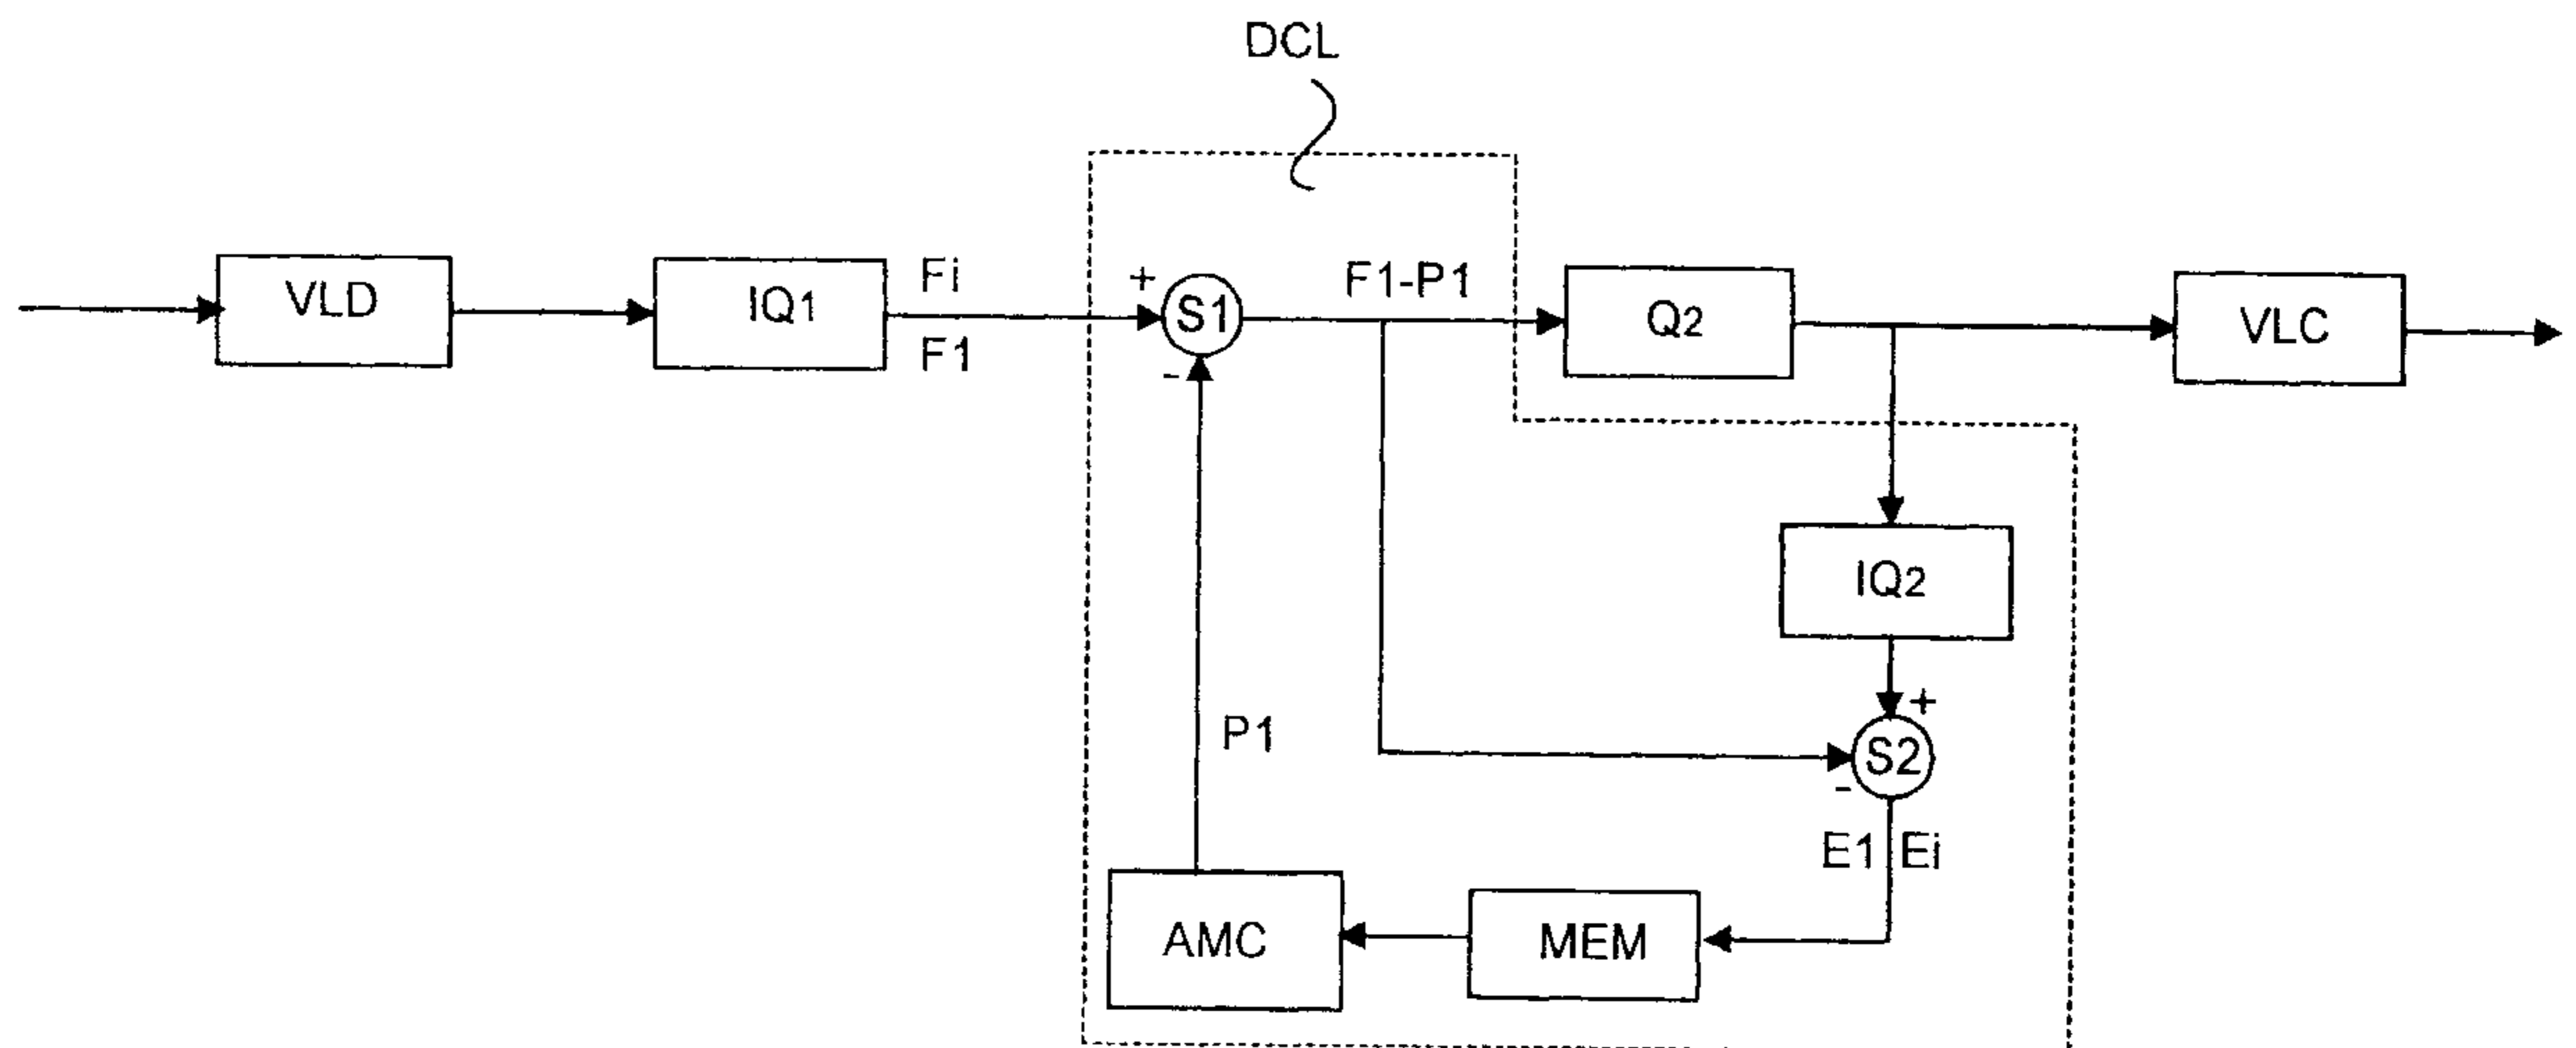 DCL
VLD
IQ1
Fi
F1
+
S1
-
F1-P1
Q2
VLC
IQ2
+
S2
-
P1
E1
Ei
AMC
MEM